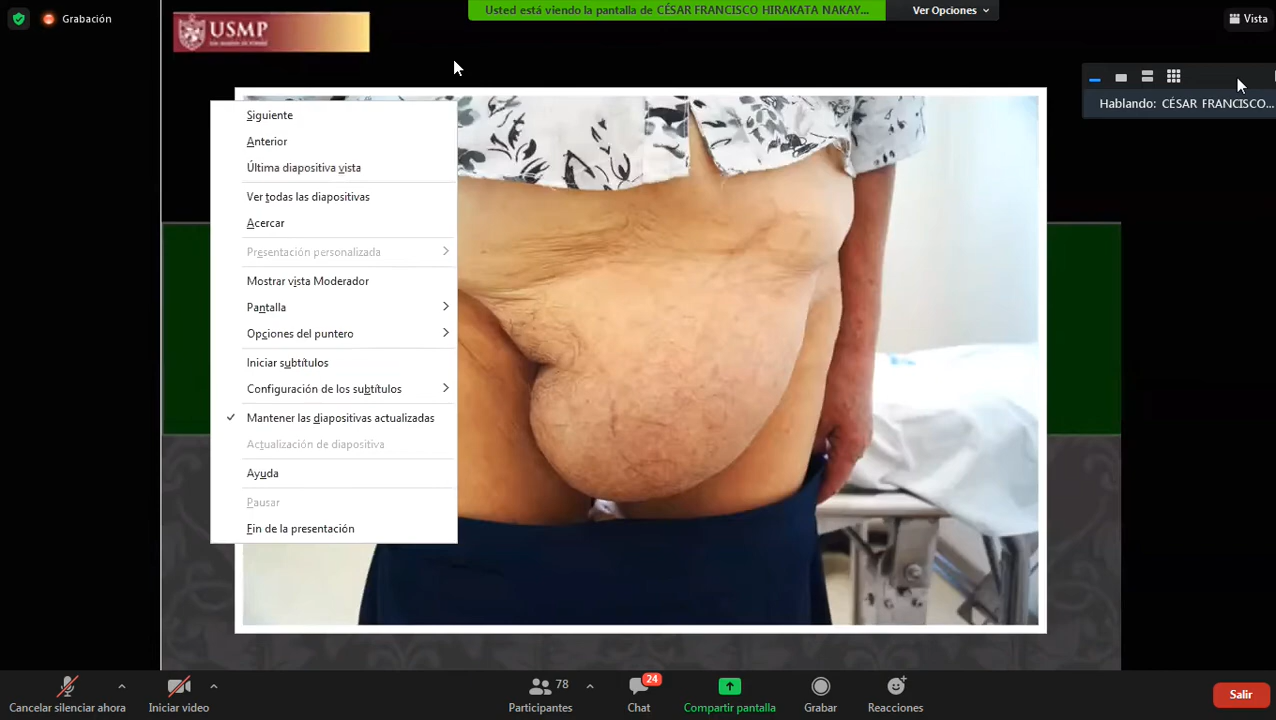 Grabación
Usted está viendo la pantalla de CÉSAR FRANCISCO HIRAKATA NAKAY...
Ver Opciones
Vista
USMP
Hablando: CÉSAR FRANCISCO...
Siguiente
Anterior
Última diapositiva vista
Ver todas las diapositivas
Acercar
Presentación personalizada
Mostrar vista Moderador
Pantalla
Opciones del puntero
Iniciar subtítulos
Configuración de los subtítulos
Mantener las diapositivas actualizadas
Actualización de diapositiva
Ayuda
Pausar
Fin de la presentación
Cancelar silenciar ahora
Iniciar video
78
Participantes
24
Chat
Compartir pantalla
Grabar
Reacciones
Salir